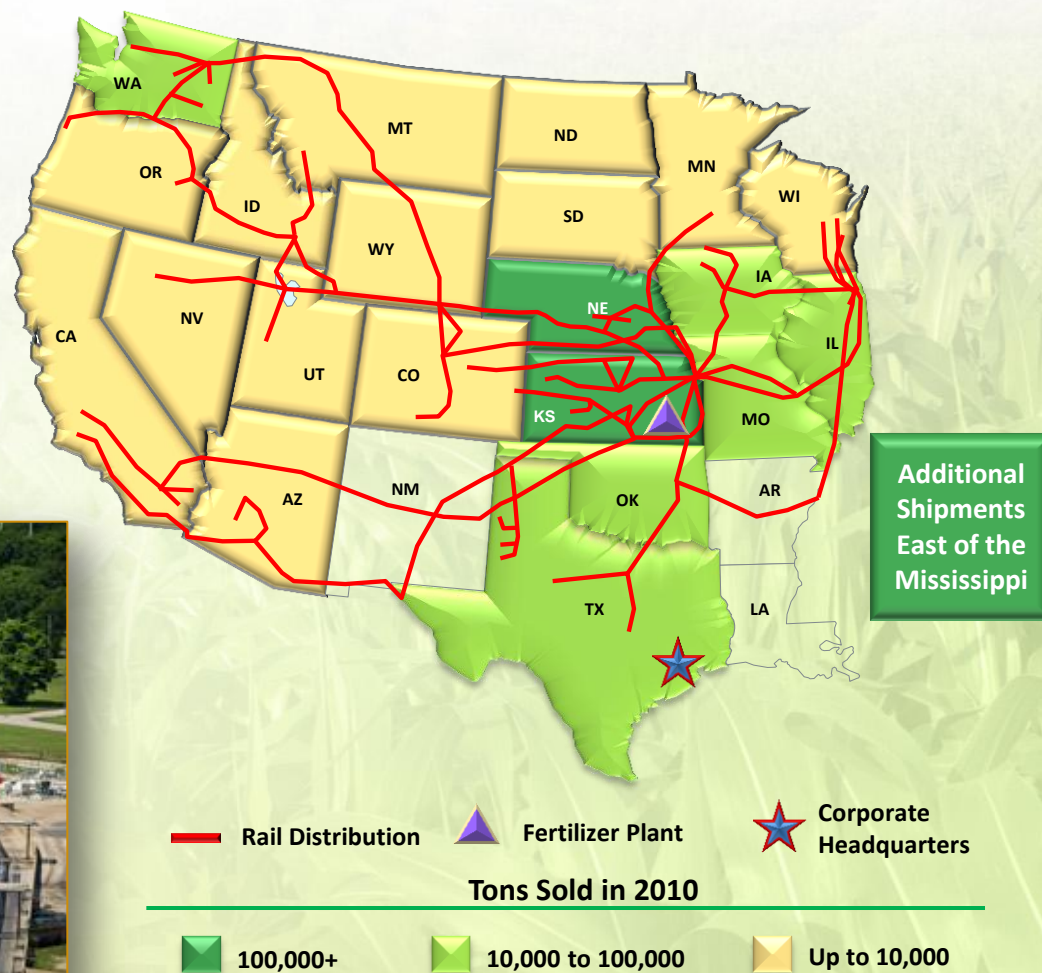 WA
MT
ND
MN
OR
ID
SD
WI
WY
NE
IA
CA
NV
UT
CO
IL
KS
MO
AZ
NM
OK
AR
TX
LA
Additional
Shipments
East of the
Mississippi
Rail Distribution
Fertilizer Plant
Corporate
Headquarters
Tons Sold in 2010
100,000+
10,000 to 100,000
Up to 10,000